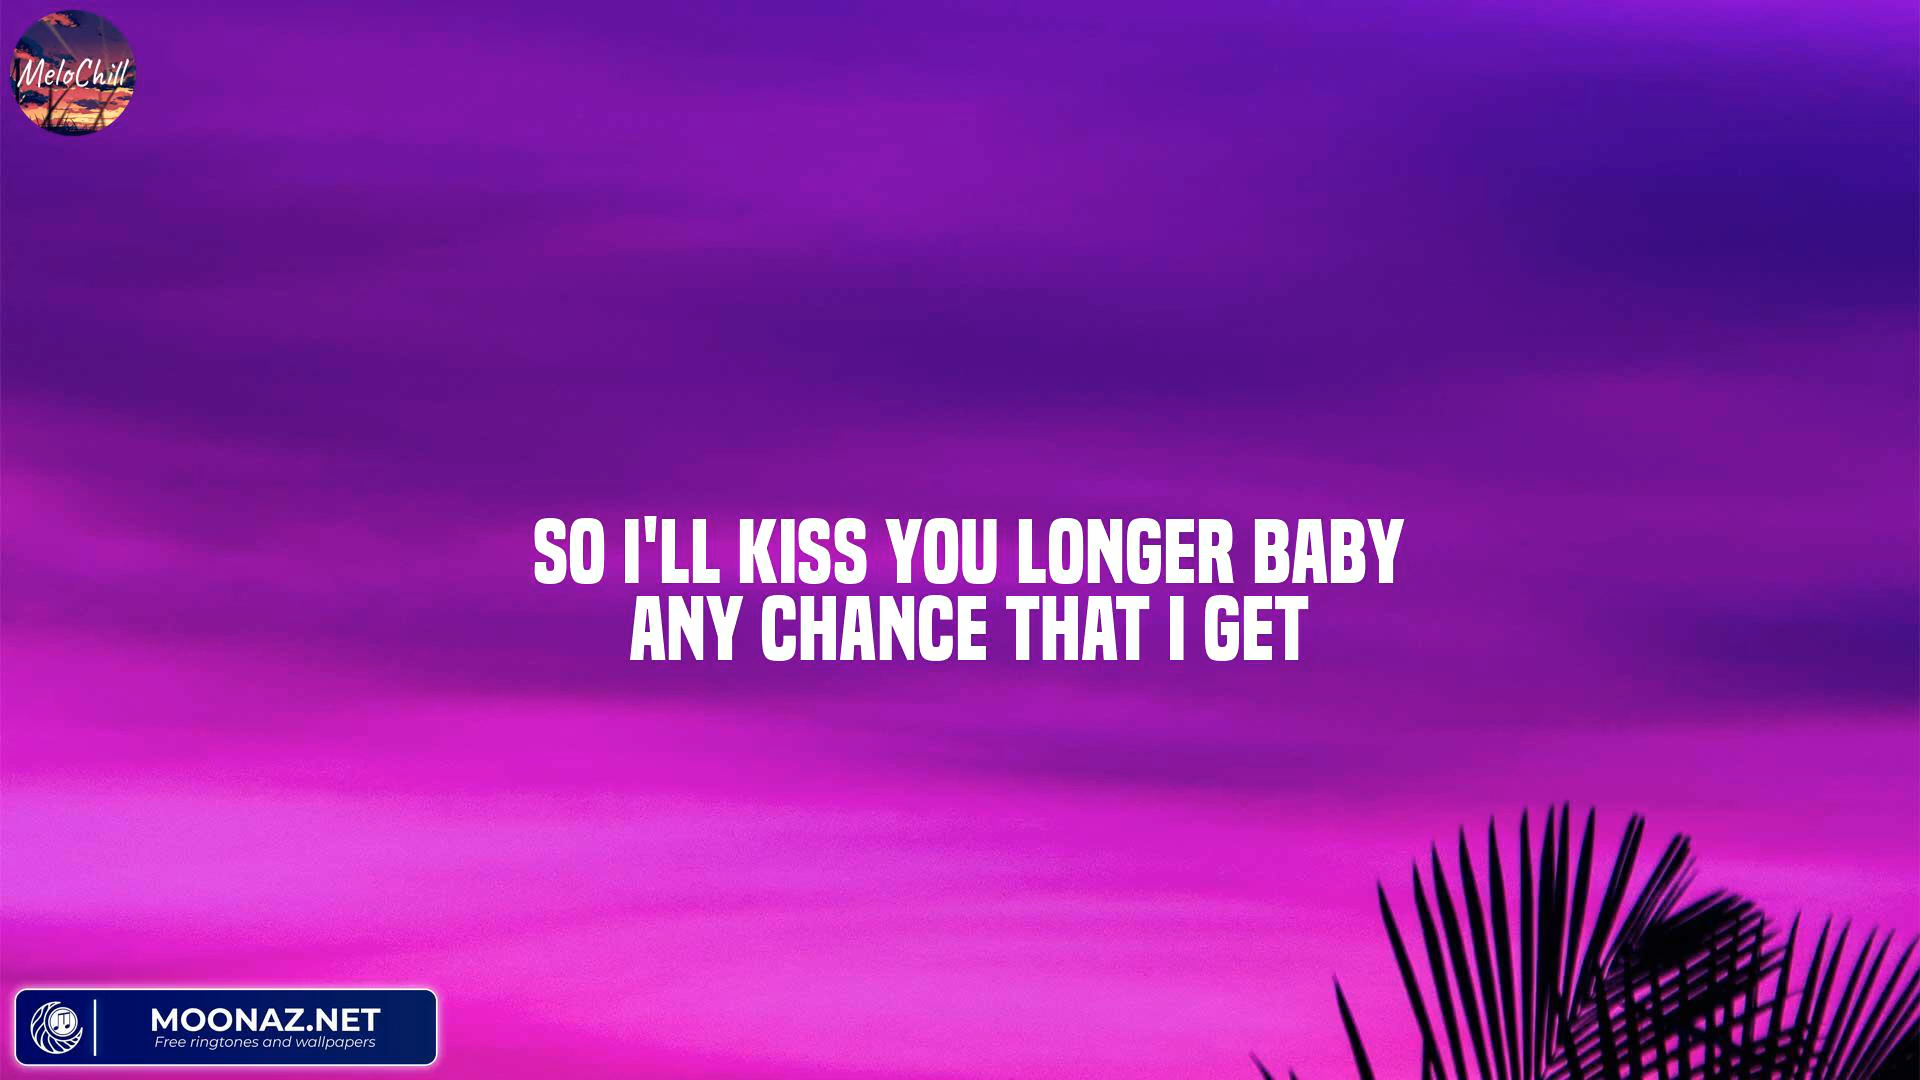 MeloChill
SO I'LL KISS YOU LONGER BABY
ANY CHANCE THAT I GET
MOONAZ.NET
Free ringtones and wallpapers